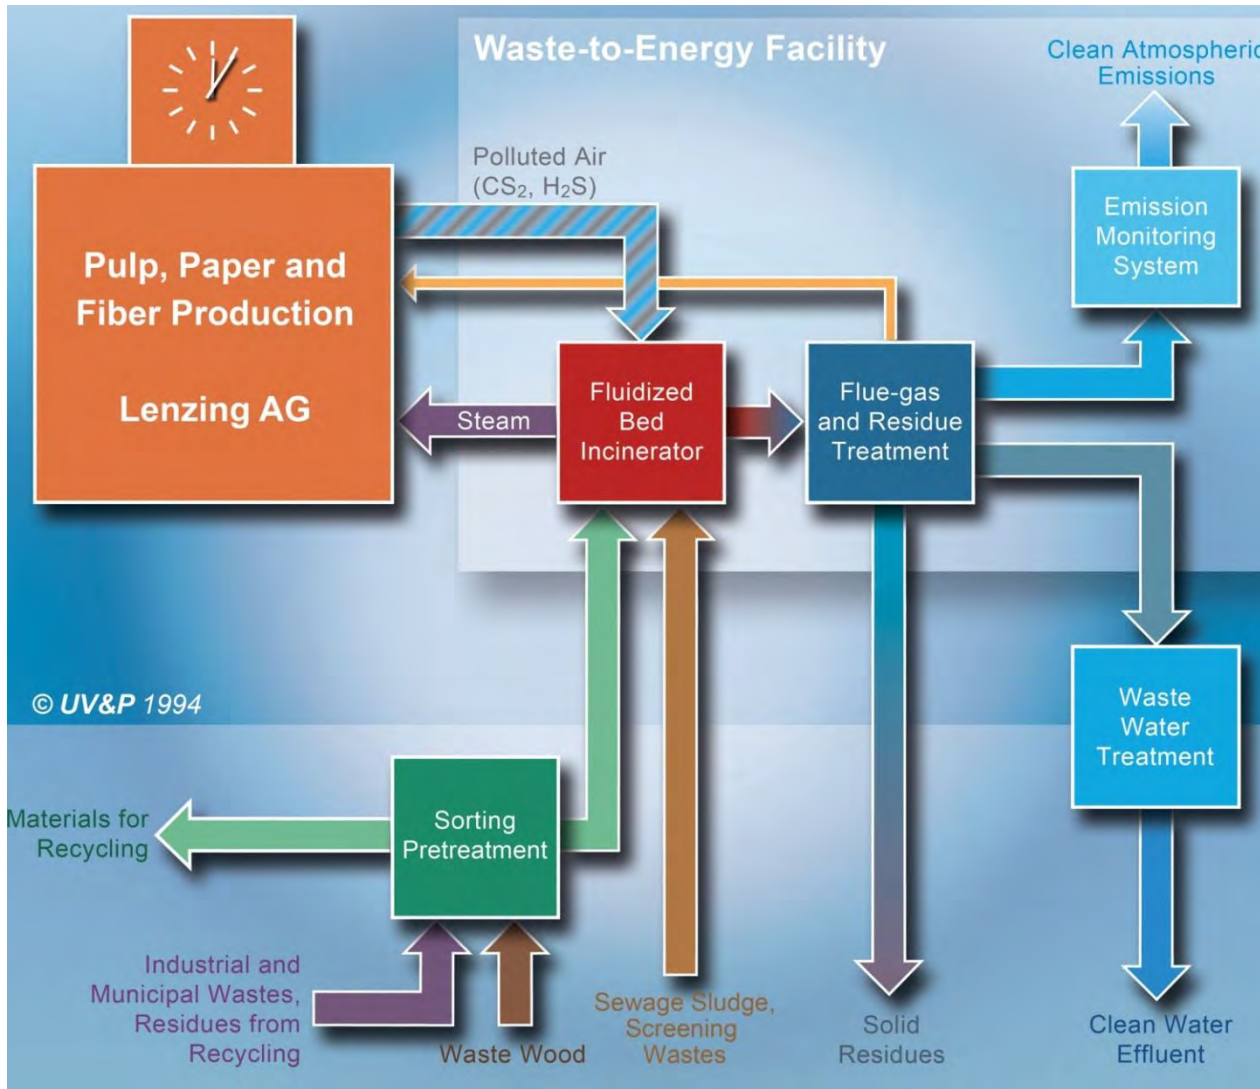 Waste-to-Energy Facility
Clean Atmospheric
Emissions
Polluted Air
(CS₂, H₂S)
Emission
Monitoring
System
Pulp, Paper and
Fiber Production
Lenzing AG
Steam
Fluidized
Bed
Incinerator
Flue-gas
and Residue
Treatment
© UV&P 1994
Waste
Water
Treatment
Materials for
Recycling
Sorting
Pretreatment
Industrial and
Municipal Wastes,
Residues from
Recycling
Waste Wood
Sewage Sludge,
Screening
Wastes
Solid
Residues
Clean Water
Effluent